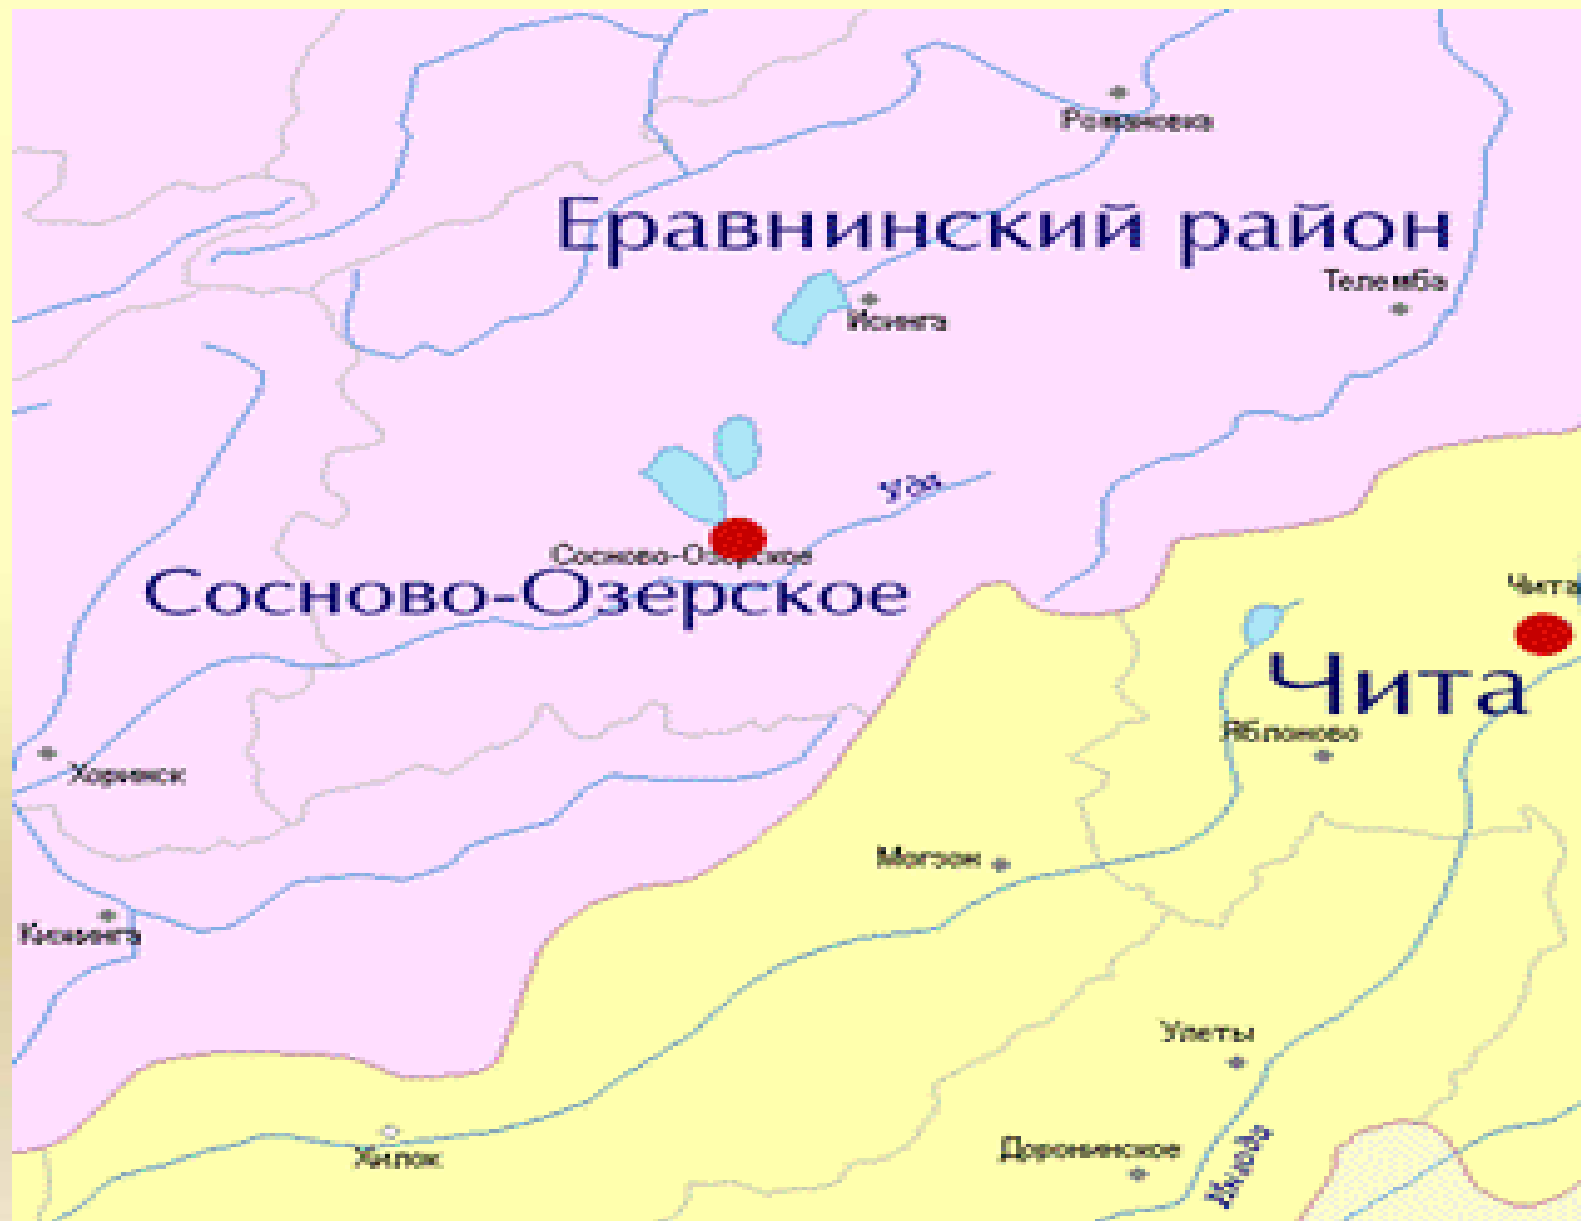 Романовка
Еравнинский район
Телемба
Исинга
Уда
Сосново-Озерское
Сосново-Озерское
Чита
Чита
Яблоново
Хоринск
Могзон
Кижинга
Улеты
Хилок
Доронинское
Ингода